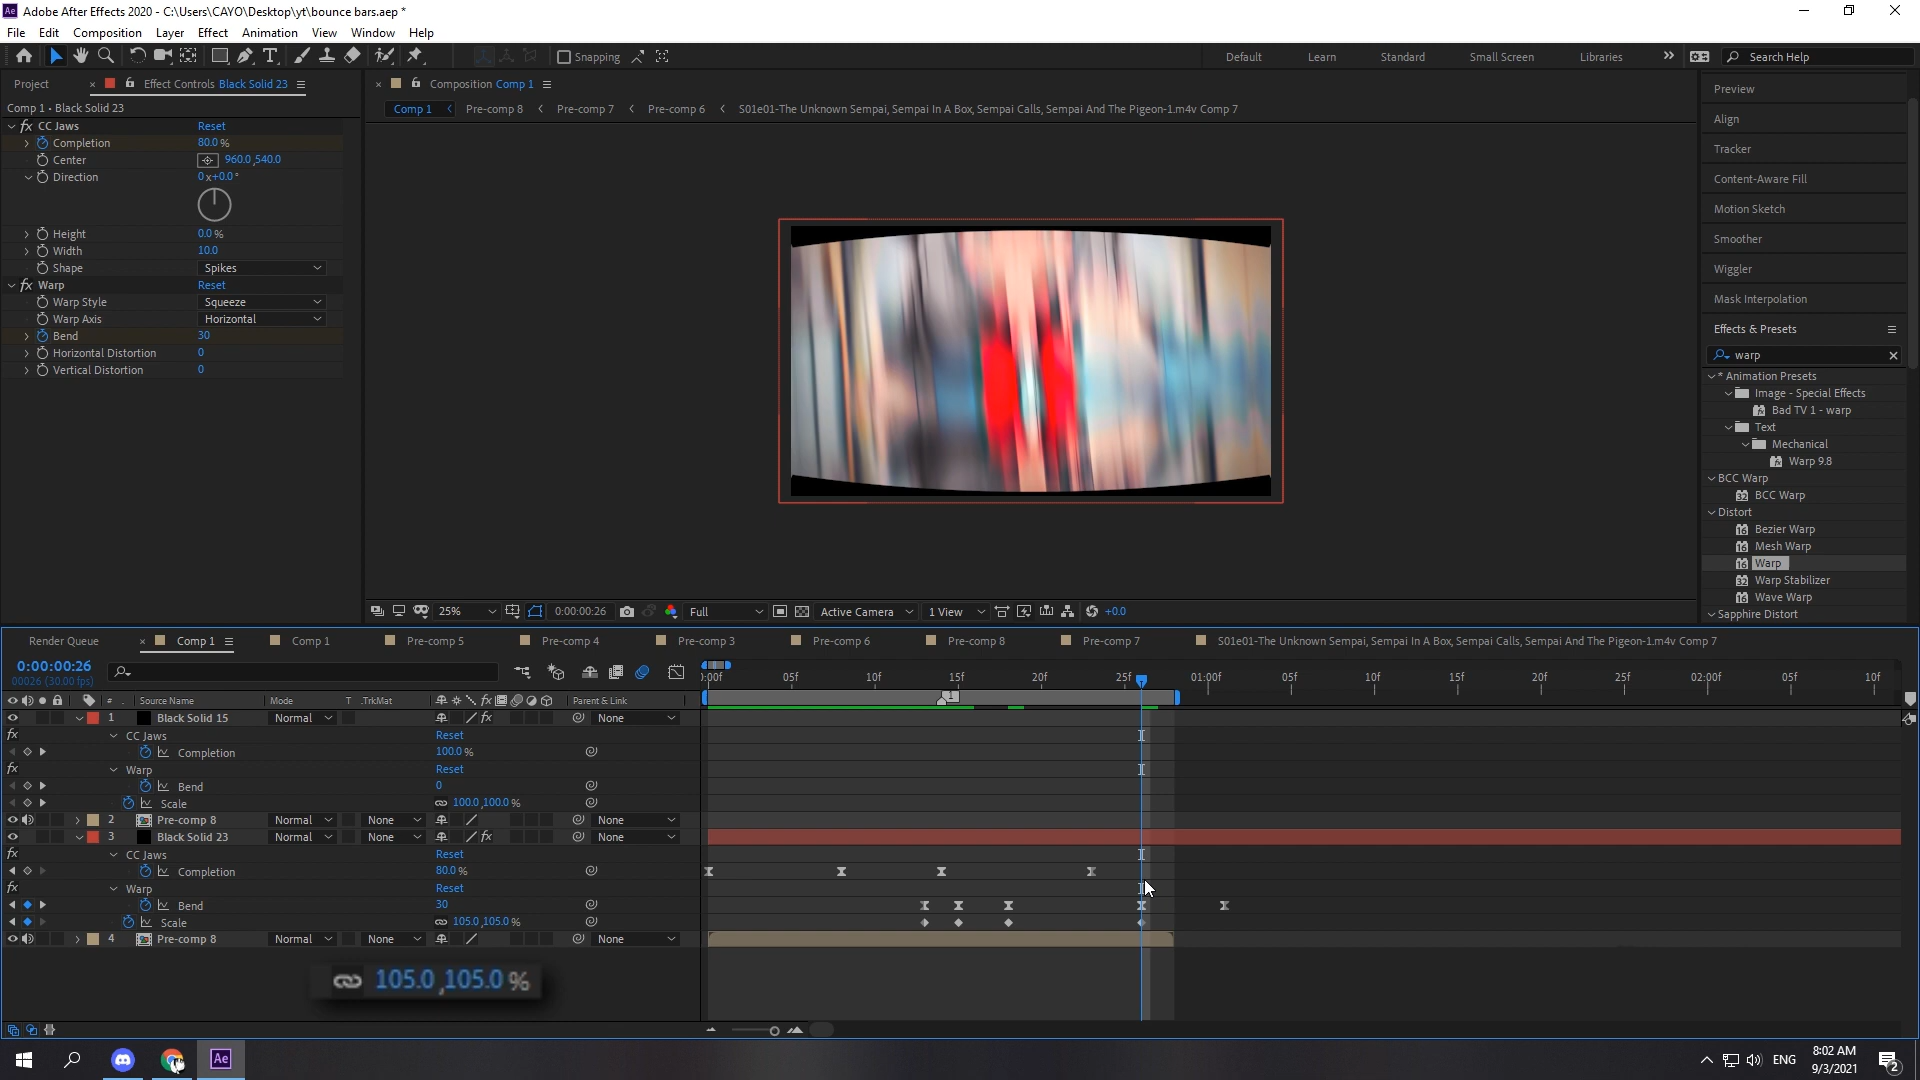 Adobe After Effects 2020 - C:\Users\CAYO\Desktop\yt\bounce bars.aep *
File Edit Composition Layer Effect Animation View Window Help
Snapping
Default Learn Standard Small Screen Libraries Search Help
Project Effect Controls Black Solid 23
Composition Comp 1
Comp 1 • Black Solid 23
Comp 1 Pre-comp 8 Pre-comp 7 Pre-comp 6 S01e01-The Unknown Sempai, Sempai In A Box, Sempai Calls, Sempai And The Pigeon-1.m4v Comp 7
fx CC Jaws Reset
Completion 80.0 %
Center 960.0 ,540.0
Direction 0 x+0.0 °
Height 0.0 %
Width 10.0
Shape Spikes
fx Warp Reset
Warp Style Squeeze
Warp Axis Horizontal
Bend 30
Horizontal Distortion 0
Vertical Distortion 0
Preview
Align
Tracker
Content-Aware Fill
Motion Sketch
Smoother
Wiggler
Mask Interpolation
Effects & Presets
warp
* Animation Presets
Image - Special Effects
Bad TV 1 - warp
Text
Mechanical
Warp 9.8
BCC Warp
BCC Warp
Distort
Bezier Warp
Mesh Warp
Warp
Warp Stabilizer
Wave Warp
Sapphire Distort
25% 0:00:00:26 Full Active Camera 1 View +0.0
Render Queue Comp 1 Comp 1 Pre-comp 5 Pre-comp 4 Pre-comp 3 Pre-comp 6 Pre-comp 8 Pre-comp 7 S01e01-The Unknown Sempai, Sempai In A Box, Sempai Calls, Sempai And The Pigeon-1.m4v Comp 7
0:00:00:26
00026 (30.00 fps)
:00f 05f 10f 15f 20f 25f 01:00f 05f 10f 15f 20f 25f 02:00f 05f 10f
# Source Name Mode T .TrkMat fx Parent & Link
1
1 Black Solid 15 Normal fx None
fx CC Jaws Reset
Completion 100.0 %
fx Warp Reset
Bend 0
Scale 100.0 ,100.0 %
2 Pre-comp 8 Normal None None
3 Black Solid 23 Normal None fx None
fx CC Jaws Reset
Completion 80.0 %
fx Warp Reset
Bend 30
Scale 105.0 ,105.0 %
4 Pre-comp 8 Normal None None
105.0 ,105.0 %
Ae ENG 8:02 AM
9/3/2021
2